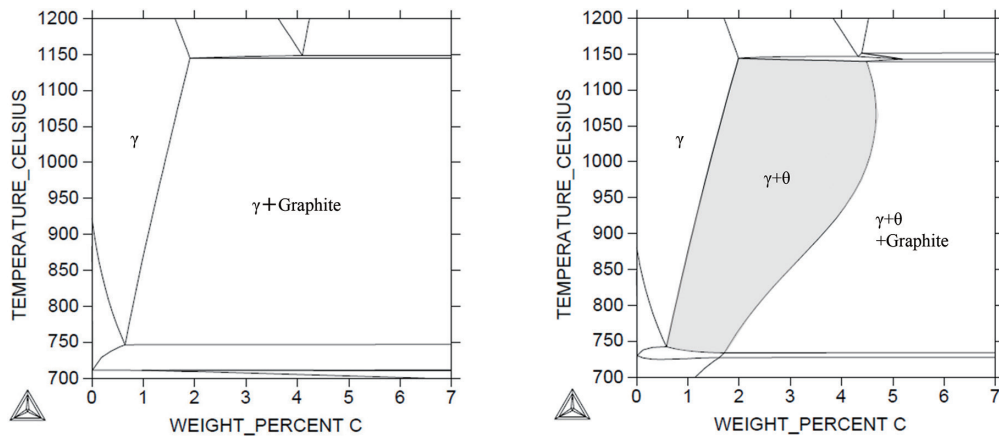 TEMPERATURE_CELSIUS
1200
1150
1100
1050
1000
950
900
850
800
750
700
γ
γ+Graphite
0 1 2 3 4 5 6 7
WEIGHT_PERCENT C
TEMPERATURE_CELSIUS
1200
1150
1100
1050
1000
950
900
850
800
750
700
γ
γ+θ
γ+θ
+Graphite
0 1 2 3 4 5 6 7
WEIGHT_PERCENT C